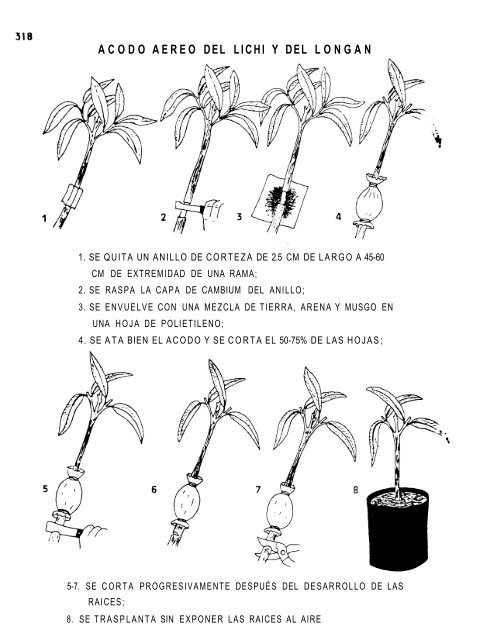 318
ACODO AEREO DEL LICHI Y DEL LONGAN
1
2
3
4
1. SE QUITA UN ANILLO DE CORTEZA DE 2.5 CM DE LARGO A 45-60
CM DE EXTREMIDAD DE UNA RAMA;
2. SE RASPA LA CAPA DE CAMBIUM DEL ANILLO;
3. SE ENVUELVE CON UNA MEZCLA DE TIERRA, ARENA Y MUSGO EN
UNA HOJA DE POLIETILENO;
4. SE ATA BIEN EL ACODO Y SE CORTA EL 50-75% DE LAS HOJAS;
5
6
7
8
5-7. SE CORTA PROGRESIVAMENTE DESPUÉS DEL DESARROLLO DE LAS
RAICES;
8. SE TRASPLANTA SIN EXPONER LAS RAICES AL AIRE